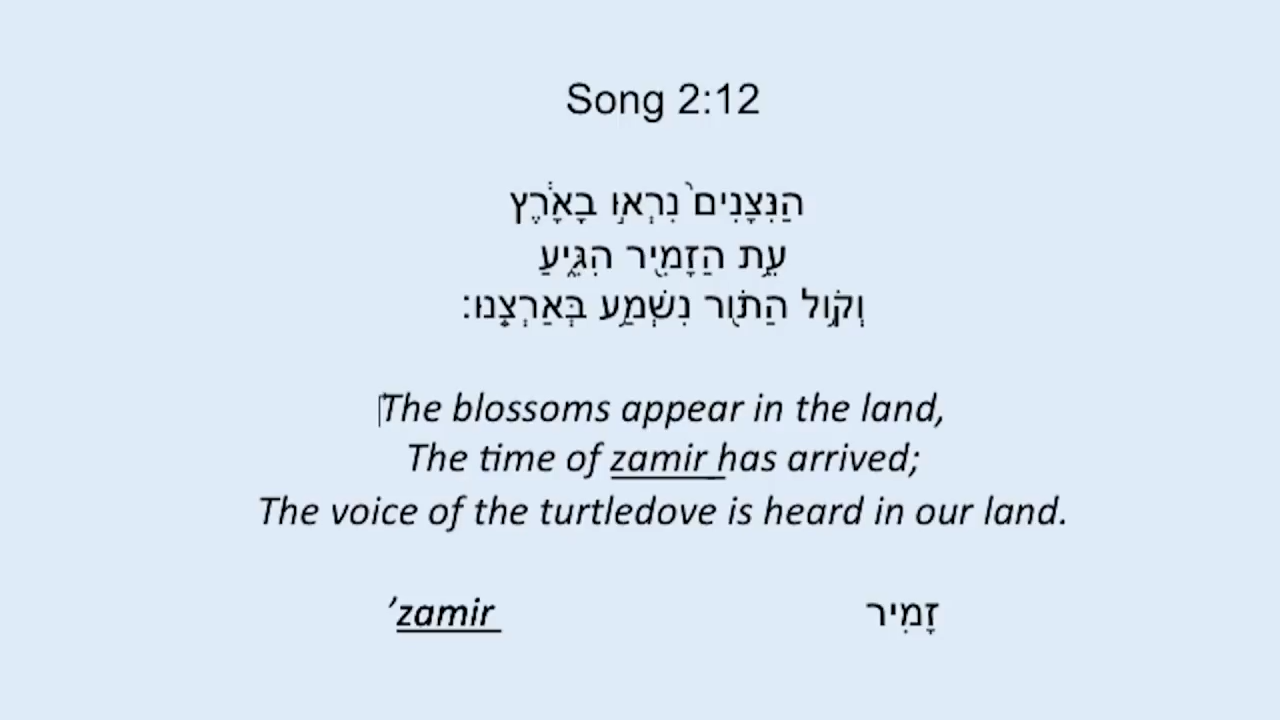 Song 2:12
הַנִּצָּנִים֙ נִרְא֣וּ בָאָ֔רֶץ
עֵ֥ת הַזָּמִ֖יר הִגִּ֑יעַ
וְק֥וֹל הַתּ֖וֹר נִשְׁמַ֥ע בְּאַרְצֵֽנוּ׃
The blossoms appear in the land,
The time of zamir has arrived;
The voice of the turtledove is heard in our land.
’zamir זָמִיר